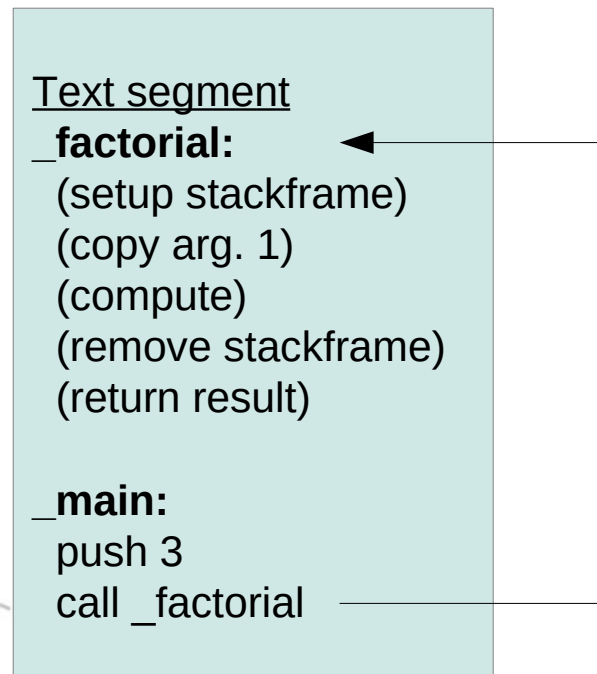 Text segment
_factorial:
(setup stackframe)
(copy arg. 1)
(compute)
(remove stackframe)
(return result)
_main:
push 3
call _factorial